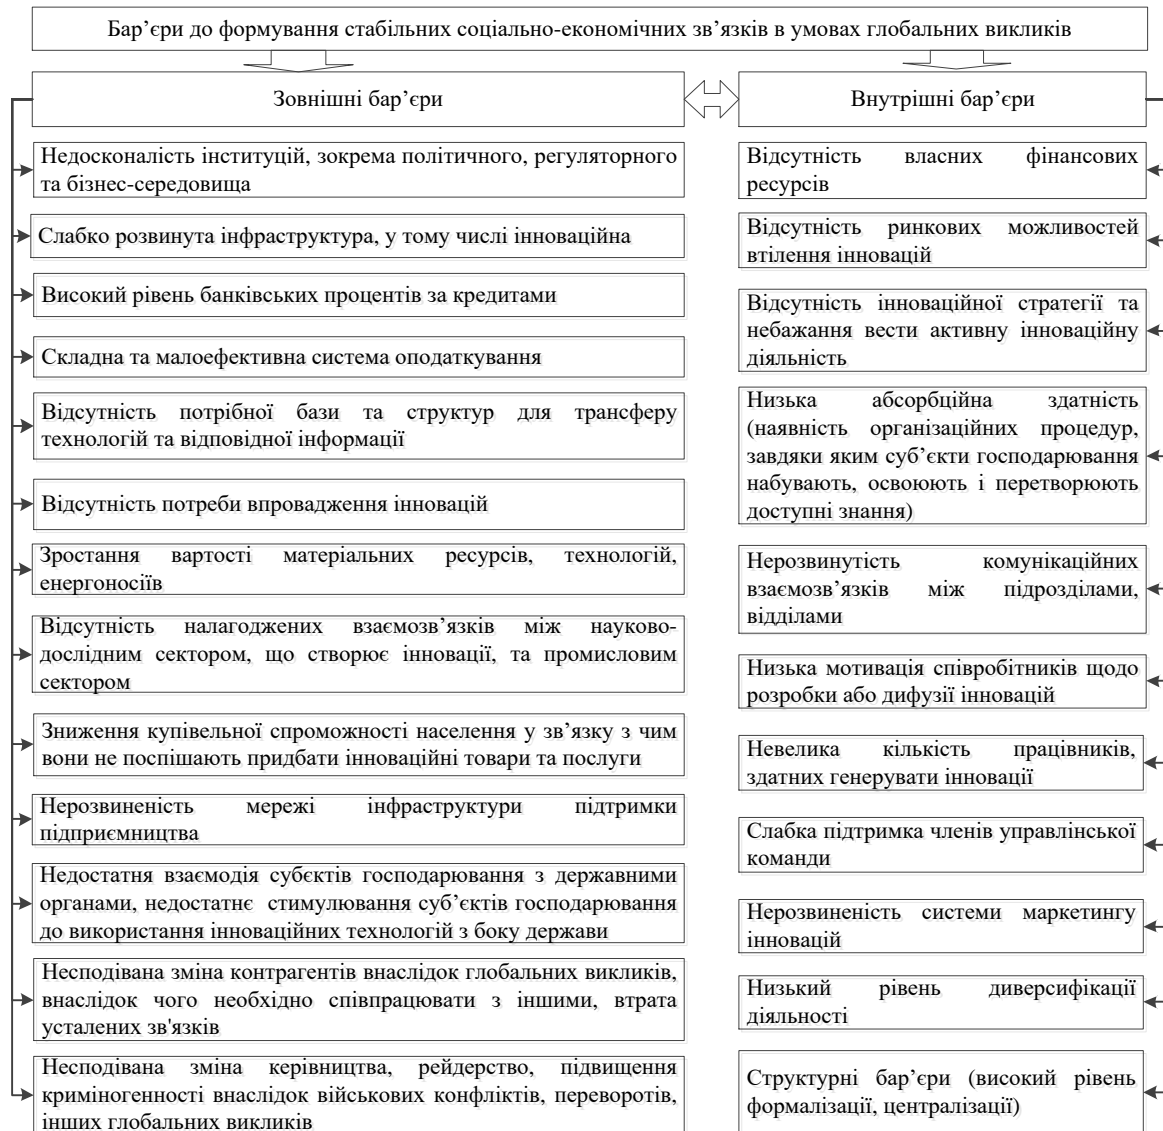 Бар’єри до формування стабільних соціально-економічних зв’язків в умовах глобальних викликів
Зовнішні бар’єри
Недосконалість інституцій, зокрема політичного, регуляторного
та бізнес-середовища
Слабко розвинута інфраструктура, у тому числі інноваційна
Високий рівень банківських процентів за кредитами
Складна та малоефективна система оподаткування
Відсутність потрібної бази та структур для трансферу
технологій та відповідної інформації
Відсутність потреби впровадження інновацій
Зростання вартості матеріальних ресурсів, технологій,
енергоносіїв
Відсутність налагоджених взаємозв’язків між науково-
дослідним сектором, що створює інновації, та промисловим
сектором
Зниження купівельної спроможності населення у зв’язку з чим
вони не поспішають придбати інноваційні товари та послуги
Нерозвиненість мережі інфраструктури підтримки
підприємництва
Недостатня взаємодія субєктів господарювання з державними
органами, недостатнє стимулювання суб’єктів господарювання
до використання інноваційних технологій з боку держави
Несподівана зміна контрагентів внаслідок глобальних викликів,
внаслідок чого необхідно співпрацювати з іншими, втрата
усталених зв'язків
Несподівана зміна керівництва, рейдерство, підвищення
криміногенності внаслідок військових конфліктів, переворотів,
інших глобальних викликів
Внутрішні бар’єри
Відсутність власних фінансових
ресурсів
Відсутність ринкових можливостей
втілення інновацій
Відсутність інноваційної стратегії та
небажання вести активну інноваційну
діяльність
Низька абсорбційна здатність
(наявність організаційних процедур,
завдяки яким суб’єкти господарювання
набувають, освоюють і перетворюють
доступні знання)
Нерозвинутість комунікаційних
взаємозв’язків між підрозділами,
відділами
Низька мотивація співробітників щодо
розробки або дифузії інновацій
Невелика кількість працівників,
здатних генерувати інновації
Слабка підтримка членів управлінської
команди
Нерозвиненість системи маркетингу
інновацій
Низький рівень диверсифікації
діяльності
Структурні бар’єри (високий рівень
формалізації, централізації)